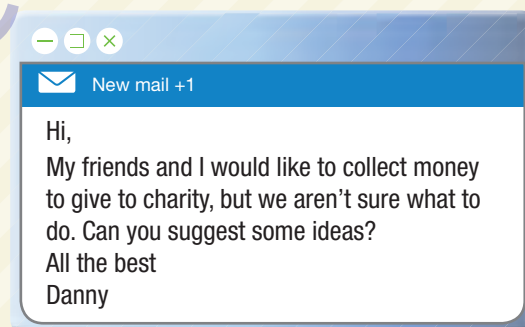 New mail +1
Hi,
My friends and I would like to collect money
to give to charity, but we aren't sure what to
do. Can you suggest some ideas?
All the best
Danny